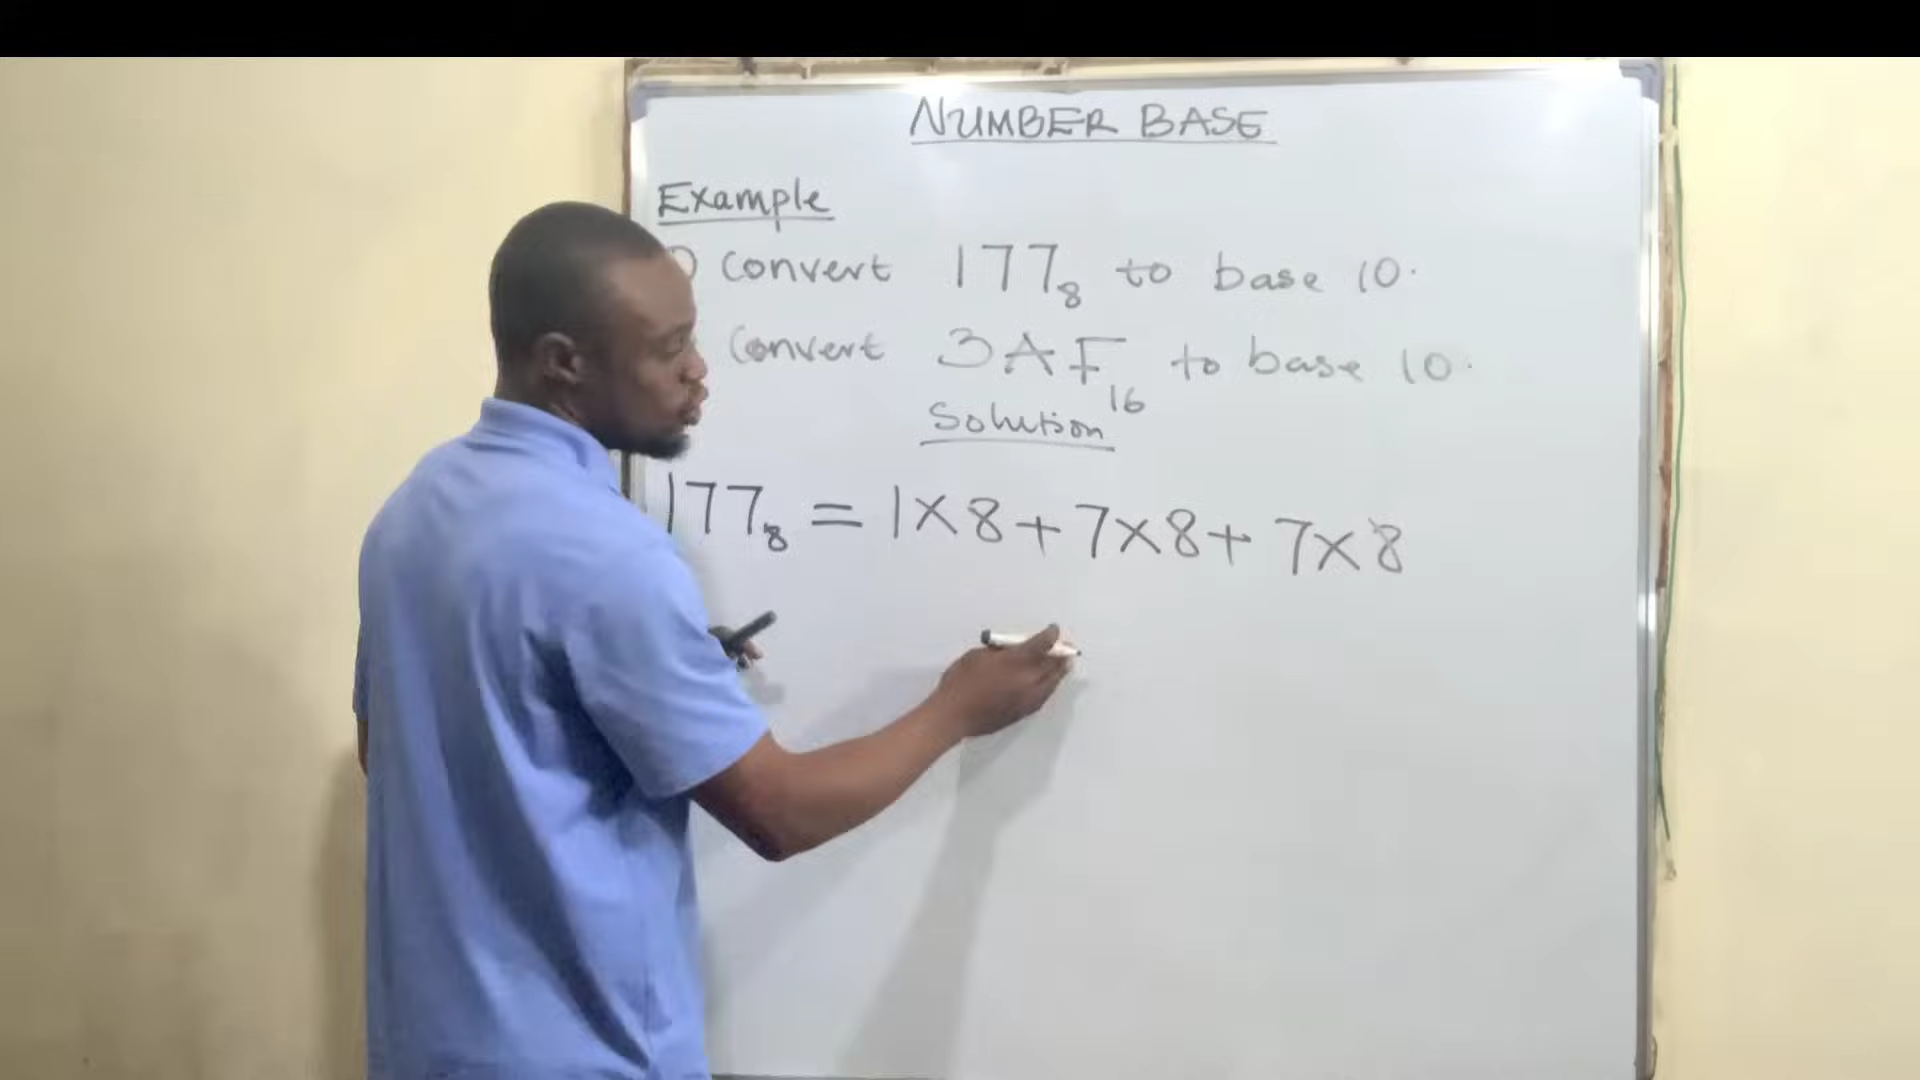 NUMBER BASE
Example
convert 177₈ to base 10.
Convert 3AF₁₆ to base 10.
Solution
177₈ = 1×8+7×8+7×8